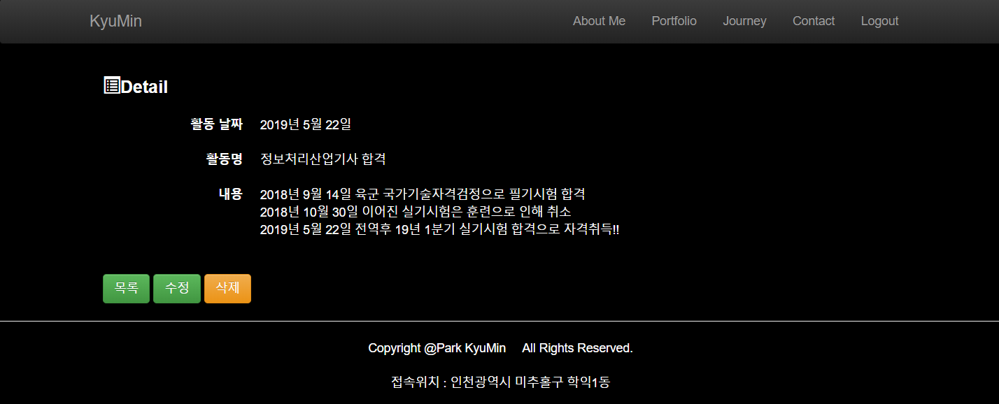 KyuMin About Me Portfolio Journey Contact Logout
Detail
활동 날짜 2019년 5월 22일
활동명 정보처리산업기사 합격
내용 2018년 9월 14일 육군 국가기술자격검정으로 필기시험 합격
2018년 10월 30일 이어진 실기시험은 훈련으로 인해 취소
2019년 5월 22일 전역후 19년 1분기 실기시험 합격으로 자격취득!!
목록 수정 삭제
Copyright @Park KyuMin All Rights Reserved.
접속위치 : 인천광역시 미추홀구 학익1동